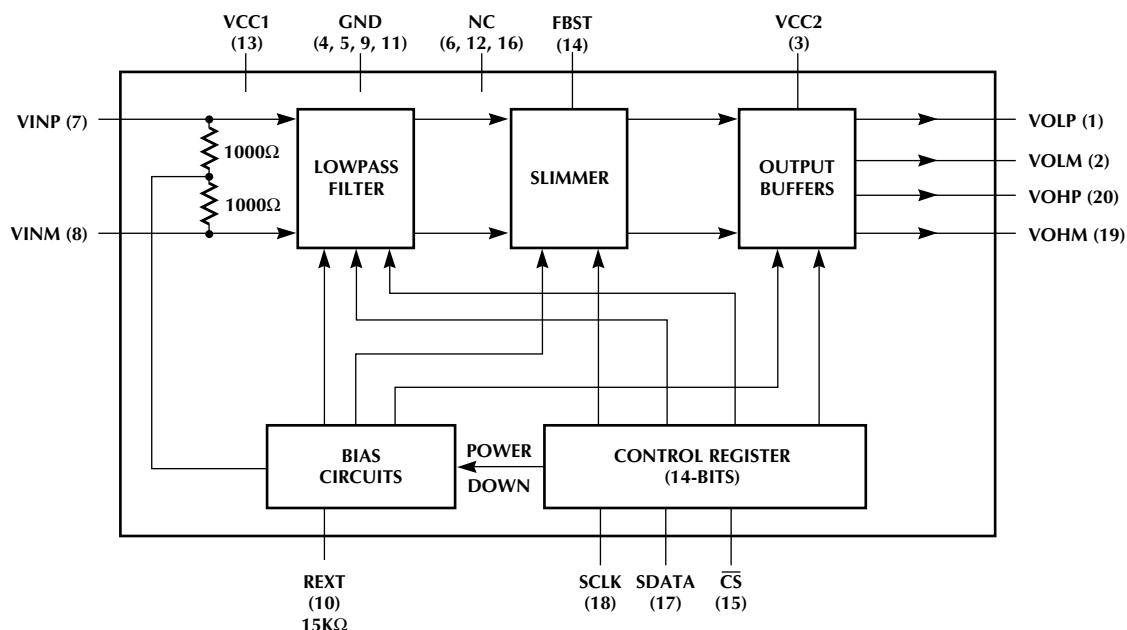 VCC1
(13)
GND
(4, 5, 9, 11)
NC
(6, 12, 16)
FBST
(14)
VCC2
(3)
VINP (7)
VINM (8)
1000Ω
1000Ω
LOWPASS
FILTER
SLIMMER
OUTPUT
BUFFERS
VOLP (1)
VOLM (2)
VOHP (20)
VOHM (19)
BIAS
CIRCUITS
POWER
DOWN
CONTROL REGISTER
(14-BITS)
REXT
(10)
15KΩ
SCLK
(18)
SDATA
(17)
C̅S̅
(15)